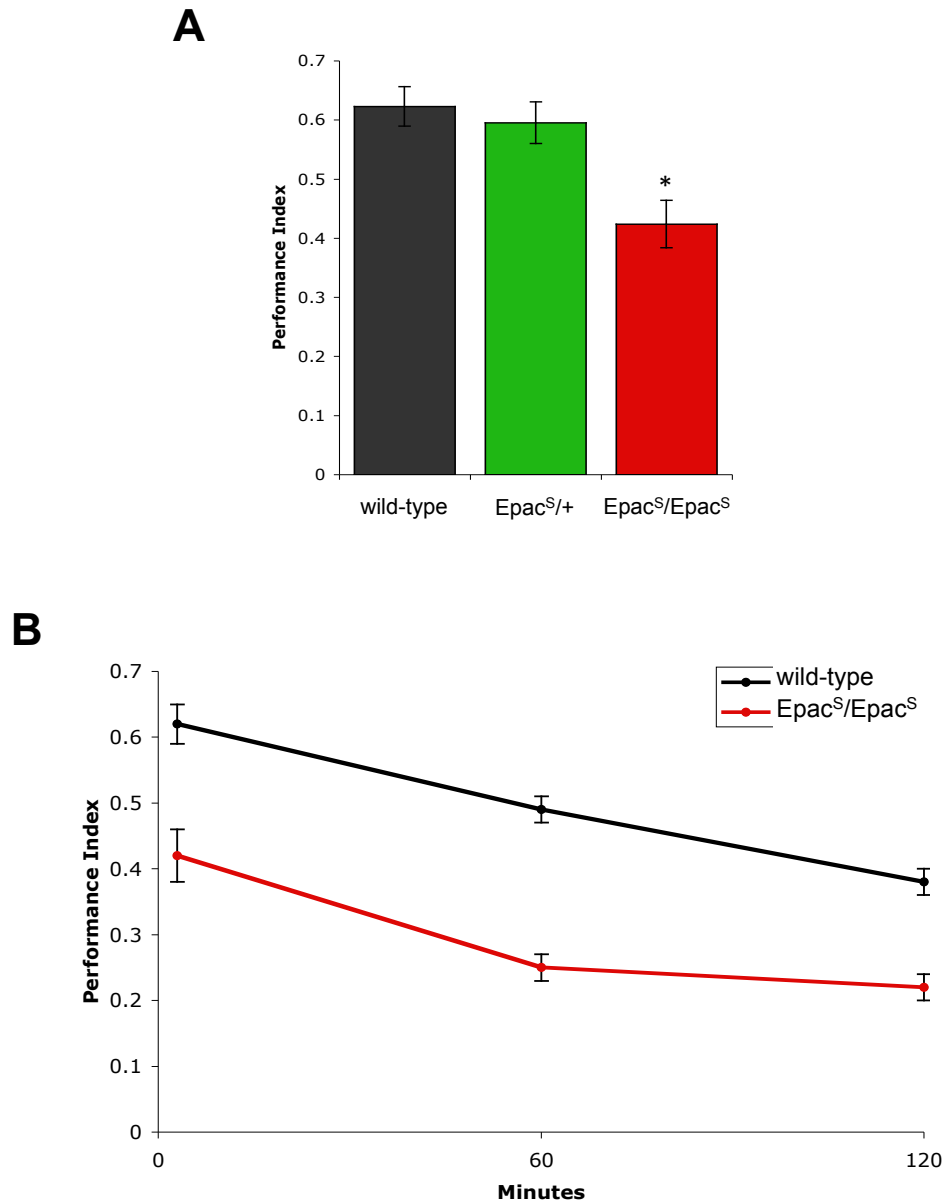 A
0.7
0.6
0.5
0.4
0.3
0.2
0.1
0
Performance Index
*
wild-type Epacˢ/+ Epacˢ/Epacˢ
B
0.7
0.6
0.5
0.4
0.3
0.2
0.1
0
Performance Index
wild-type
Epacˢ/Epacˢ
0 60 120
Minutes